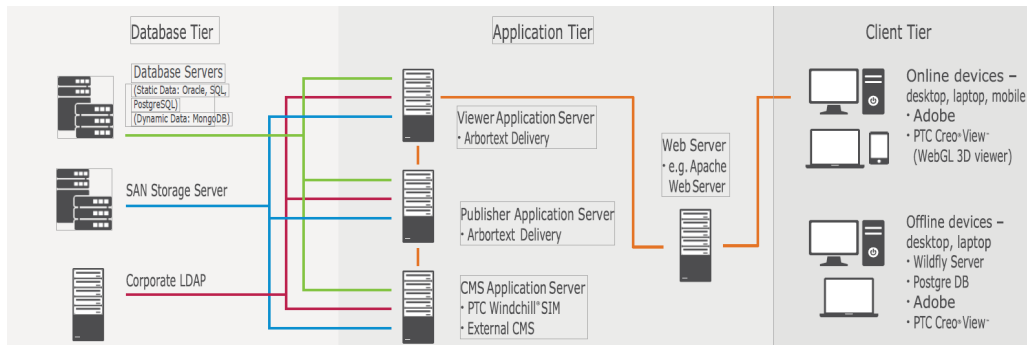 Database Tier
Application Tier
Client Tier
Database Servers
(Static Data: Oracle, SQL,
PostgreSQL)
(Dynamic Data: MongoDB)
SAN Storage Server
Corporate LDAP
Viewer Application Server
• Arbortext Delivery
Publisher Application Server
• Arbortext Delivery
CMS Application Server
• PTC Windchill® SIM
• External CMS
Web Server
• e.g. Apache
Web Server
Online devices –
desktop, laptop, mobile
• Adobe
• PTC Creo® View™
(WebGL 3D viewer)
Offline devices –
desktop, laptop
• Wildfly Server
• Postgre DB
• Adobe
• PTC Creo® View™